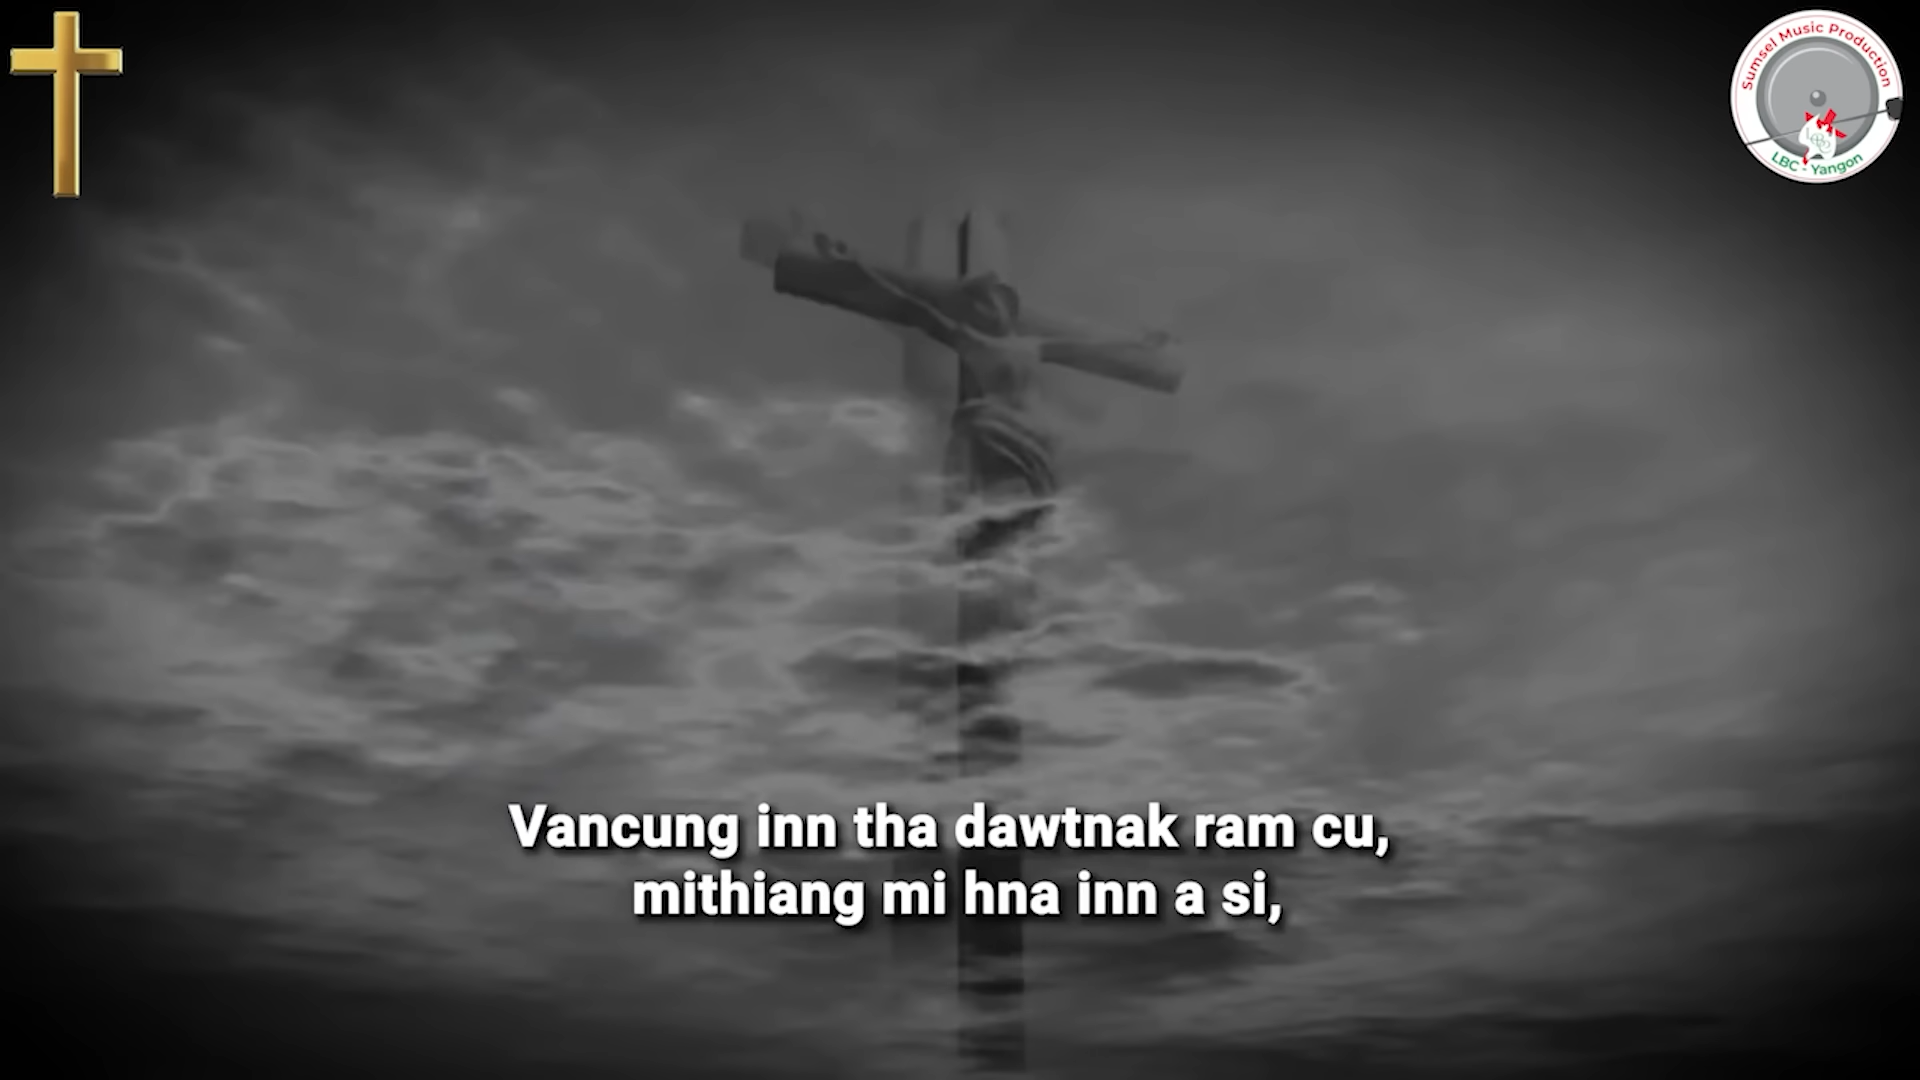 Sumsel Music Production
LBC - Yangon
Vancung inn tha dawtnak ram cu,
mithiang mi hna inn a si,